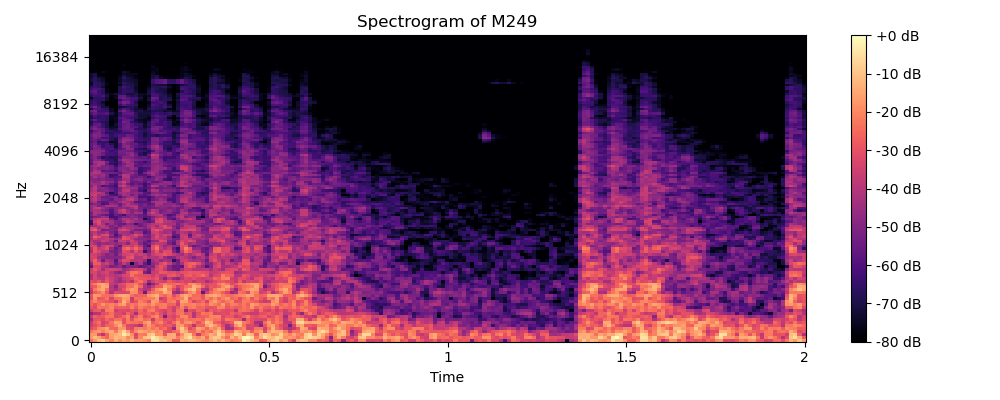 Spectrogram of M249
Hz
16384
8192
4096
2048
1024
512
0
0
0.5
1
1.5
2
Time
+0 dB
-10 dB
-20 dB
-30 dB
-40 dB
-50 dB
-60 dB
-70 dB
-80 dB